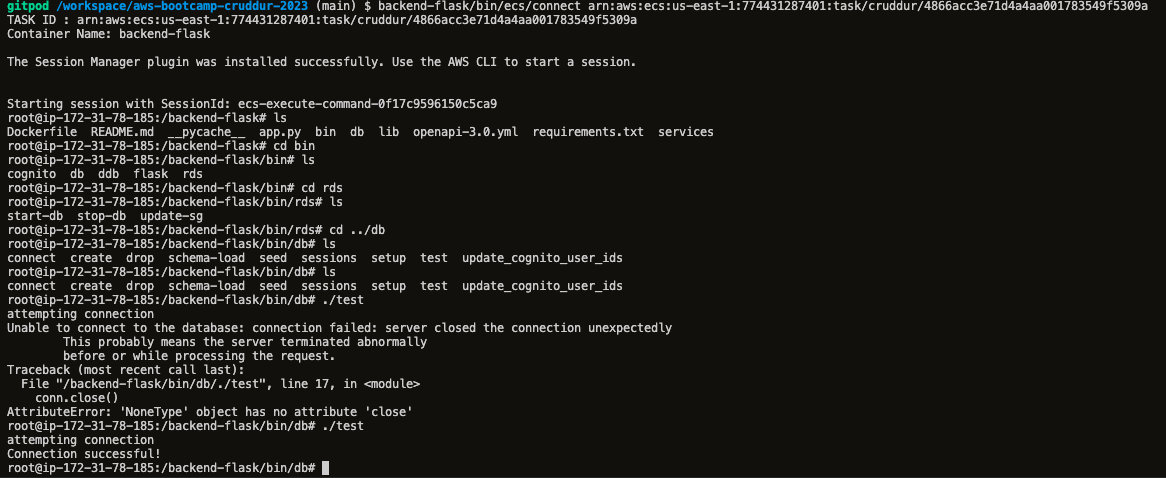 gitpod /workspace/aws-bootcamp-cruddur-2023 (main) $ backend-flask/bin/ecs/connect arn:aws:ecs:us-east-1:774431287401:task/cruddur/4866acc3e71d4a4aa001783549f5309a
TASK ID : arn:aws:ecs:us-east-1:774431287401:task/cruddur/4866acc3e71d4a4aa001783549f5309a
Container Name: backend-flask
The Session Manager plugin was installed successfully. Use the AWS CLI to start a session.
Starting session with SessionId: ecs-execute-command-0f17c9596150c5ca9
root@ip-172-31-78-185:/backend-flask# ls
Dockerfile  README.md  __pycache__  app.py  bin  db  lib  openapi-3.0.yml  requirements.txt  services
root@ip-172-31-78-185:/backend-flask# cd bin
root@ip-172-31-78-185:/backend-flask/bin# ls
cognito  db  ddb  flask  rds
root@ip-172-31-78-185:/backend-flask/bin# cd rds
root@ip-172-31-78-185:/backend-flask/bin/rds# ls
start-db  stop-db  update-sg
root@ip-172-31-78-185:/backend-flask/bin/rds# cd ../db
root@ip-172-31-78-185:/backend-flask/bin/db# ls
connect  create  drop  schema-load  seed  sessions  setup  test  update_cognito_user_ids
root@ip-172-31-78-185:/backend-flask/bin/db# ls
connect  create  drop  schema-load  seed  sessions  setup  test  update_cognito_user_ids
root@ip-172-31-78-185:/backend-flask/bin/db# ./test
attempting connection
Unable to connect to the database: connection failed: server closed the connection unexpectedly
This probably means the server terminated abnormally
before or while processing the request.
Traceback (most recent call last):
File "/backend-flask/bin/db/./test", line 17, in <module>
conn.close()
AttributeError: 'NoneType' object has no attribute 'close'
root@ip-172-31-78-185:/backend-flask/bin/db# ./test
attempting connection
Connection successful!
root@ip-172-31-78-185:/backend-flask/bin/db#